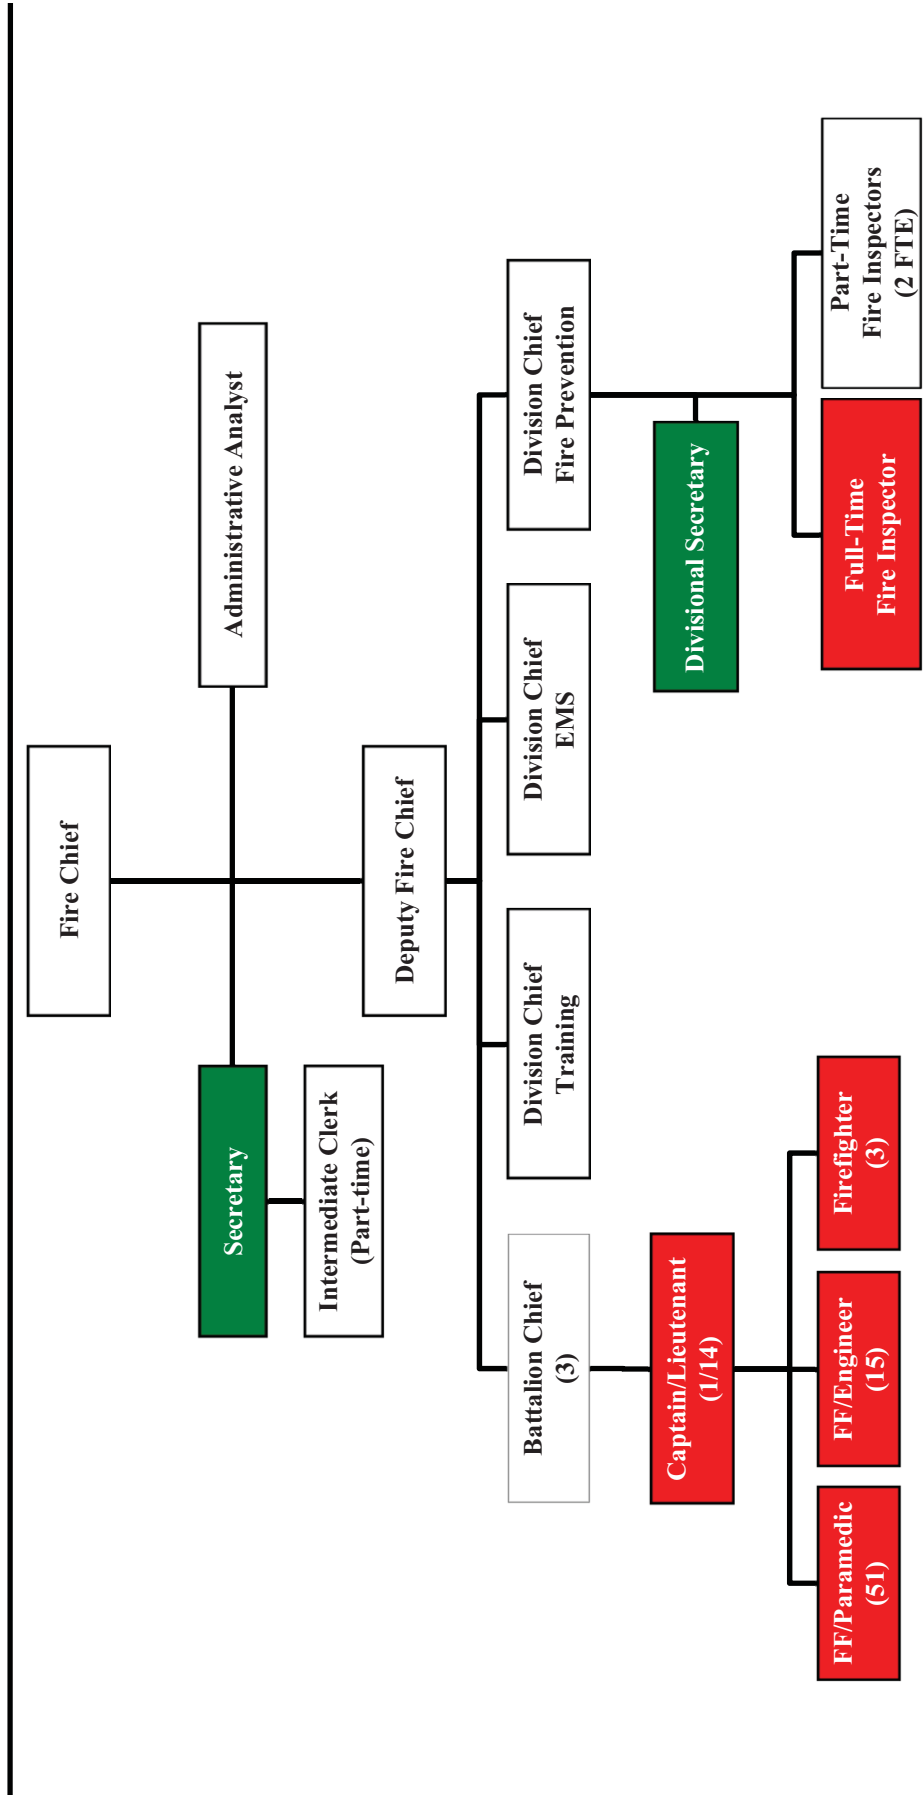 Fire Chief
Secretary
Administrative Analyst
Intermediate Clerk
(Part-time)
Deputy Fire Chief
Battalion Chief
(3)
Division Chief
Training
Division Chief
EMS
Division Chief
Fire Prevention
Captain/Lieutenant
(1/14)
Divisional Secretary
FF/Paramedic
(51)
FF/Engineer
(15)
Firefighter
(3)
Full-Time
Fire Inspector
Part-Time
Fire Inspectors
(2 FTE)